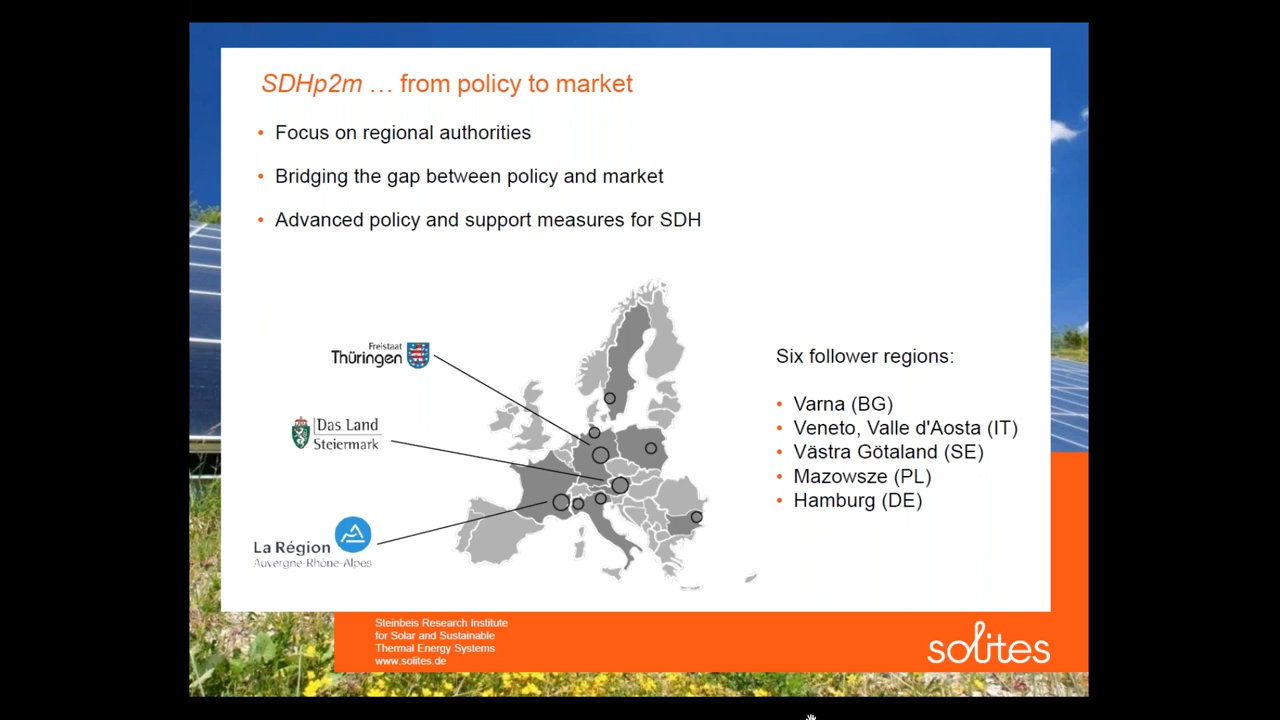 SDHp2m … from policy to market
• Focus on regional authorities
• Bridging the gap between policy and market
• Advanced policy and support measures for SDH
Freistaat
Thüringen
Das Land
Steiermark
La Région
Auvergne-Rhône-Alpes
Six follower regions:
• Varna (BG)
• Veneto, Valle d'Aosta (IT)
• Västra Götaland (SE)
• Mazowsze (PL)
• Hamburg (DE)
Steinbeis Research Institute
for Solar and Sustainable
Thermal Energy Systems
www.solites.de
solites